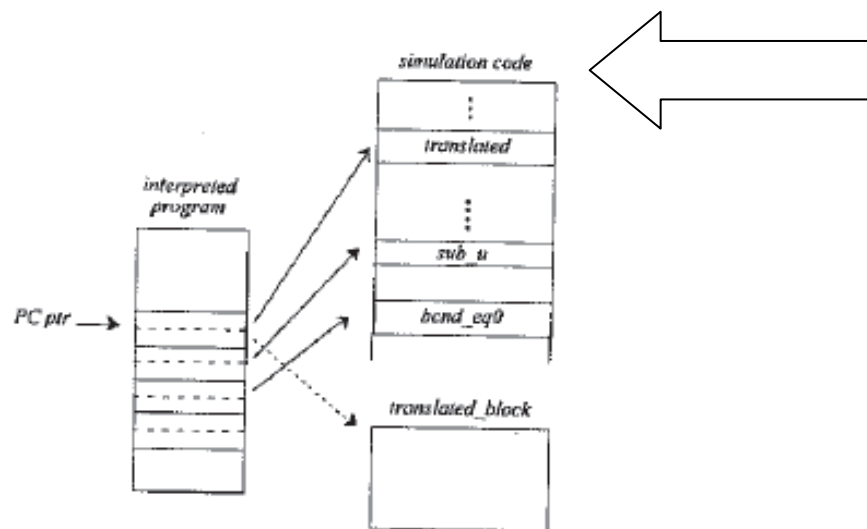 simulation code
translated
interpreted
program
sub_u
PC ptr
bcnd_eq0
translated_block